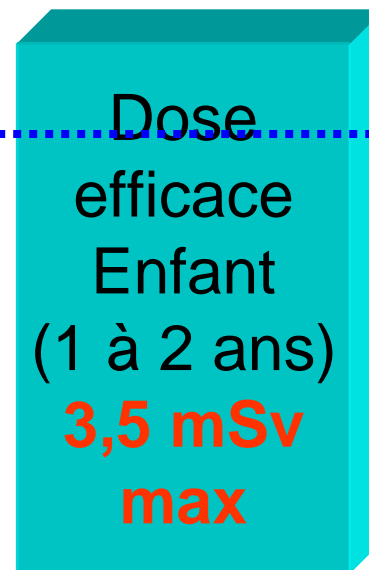 Dose
efficace
Enfant
(1 à 2 ans)
3,5 mSv
max